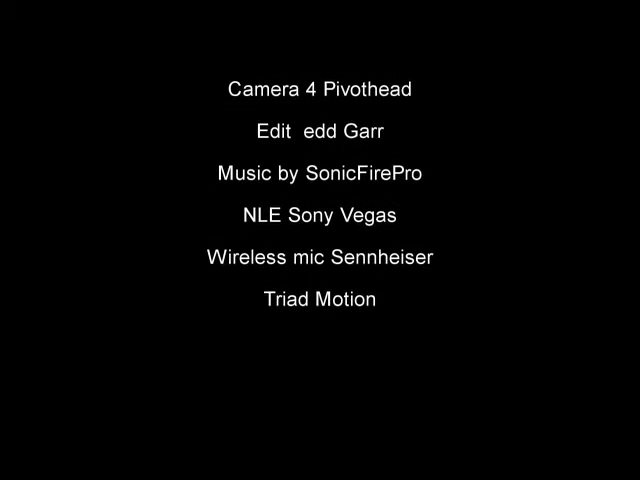 Camera 4 Pivothead
Edit  edd Garr
Music by SonicFirePro
NLE Sony Vegas
Wireless mic Sennheiser
Triad Motion